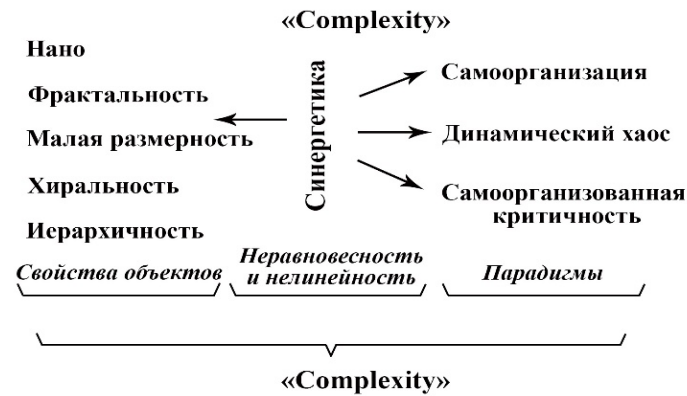 «Complexity»
Нано
Фрактальность
Малая размерность
Хиральность
Иерархичность
Свойства объектов
Синергетика
Неравновесность
и нелинейность
Самоорганизация
Динамический хаос
Самоорганизованная
критичность
Парадигмы
«Complexity»